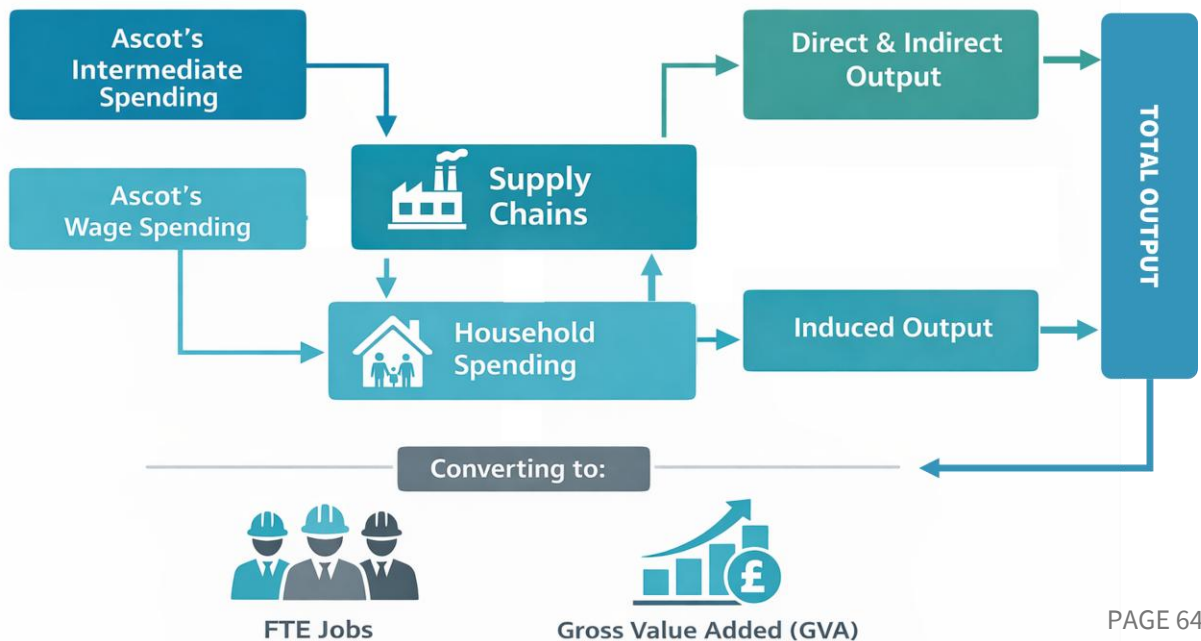 Ascot's
Intermediate
Spending
Direct & Indirect
Output
TOTAL OUTPUT
Supply
Chains
Ascot's
Wage Spending
Household
Spending
Induced Output
Converting to:
£
FTE Jobs
Gross Value Added (GVA)
PAGE 64